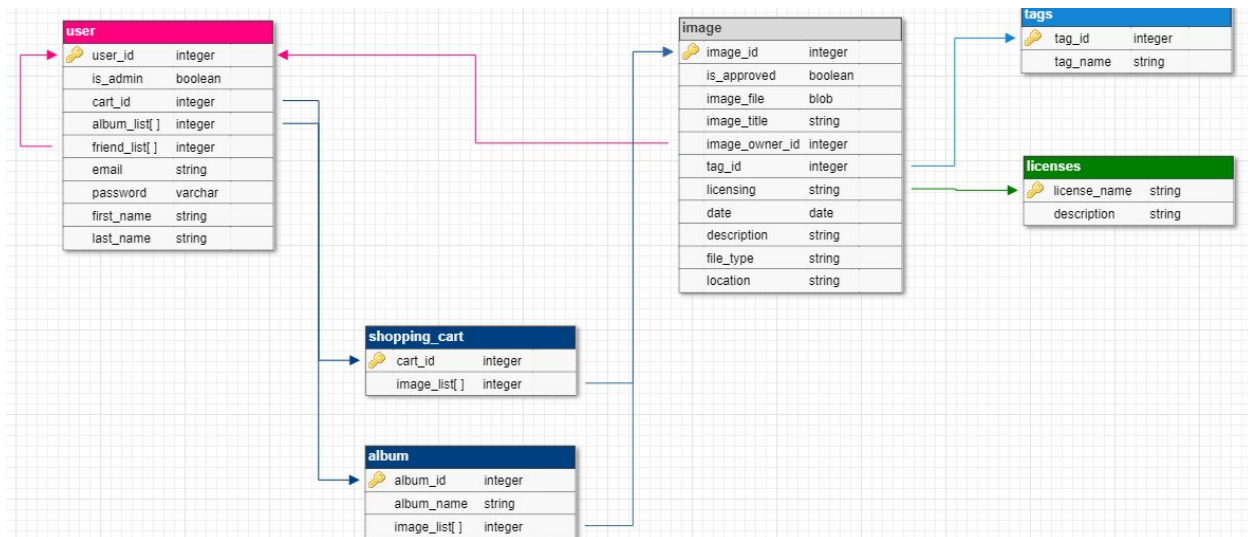 user
user_id integer
is_admin boolean
cart_id integer
album_list[ ] integer
friend_list[ ] integer
email string
password varchar
first_name string
last_name string
image
image_id integer
is_approved boolean
image_file blob
image_title string
image_owner_id integer
tag_id integer
licensing string
date date
description string
file_type string
location string
tags
tag_id integer
tag_name string
licenses
license_name string
description string
shopping_cart
cart_id integer
image_list[ ] integer
album
album_id integer
album_name string
image_list[ ] integer